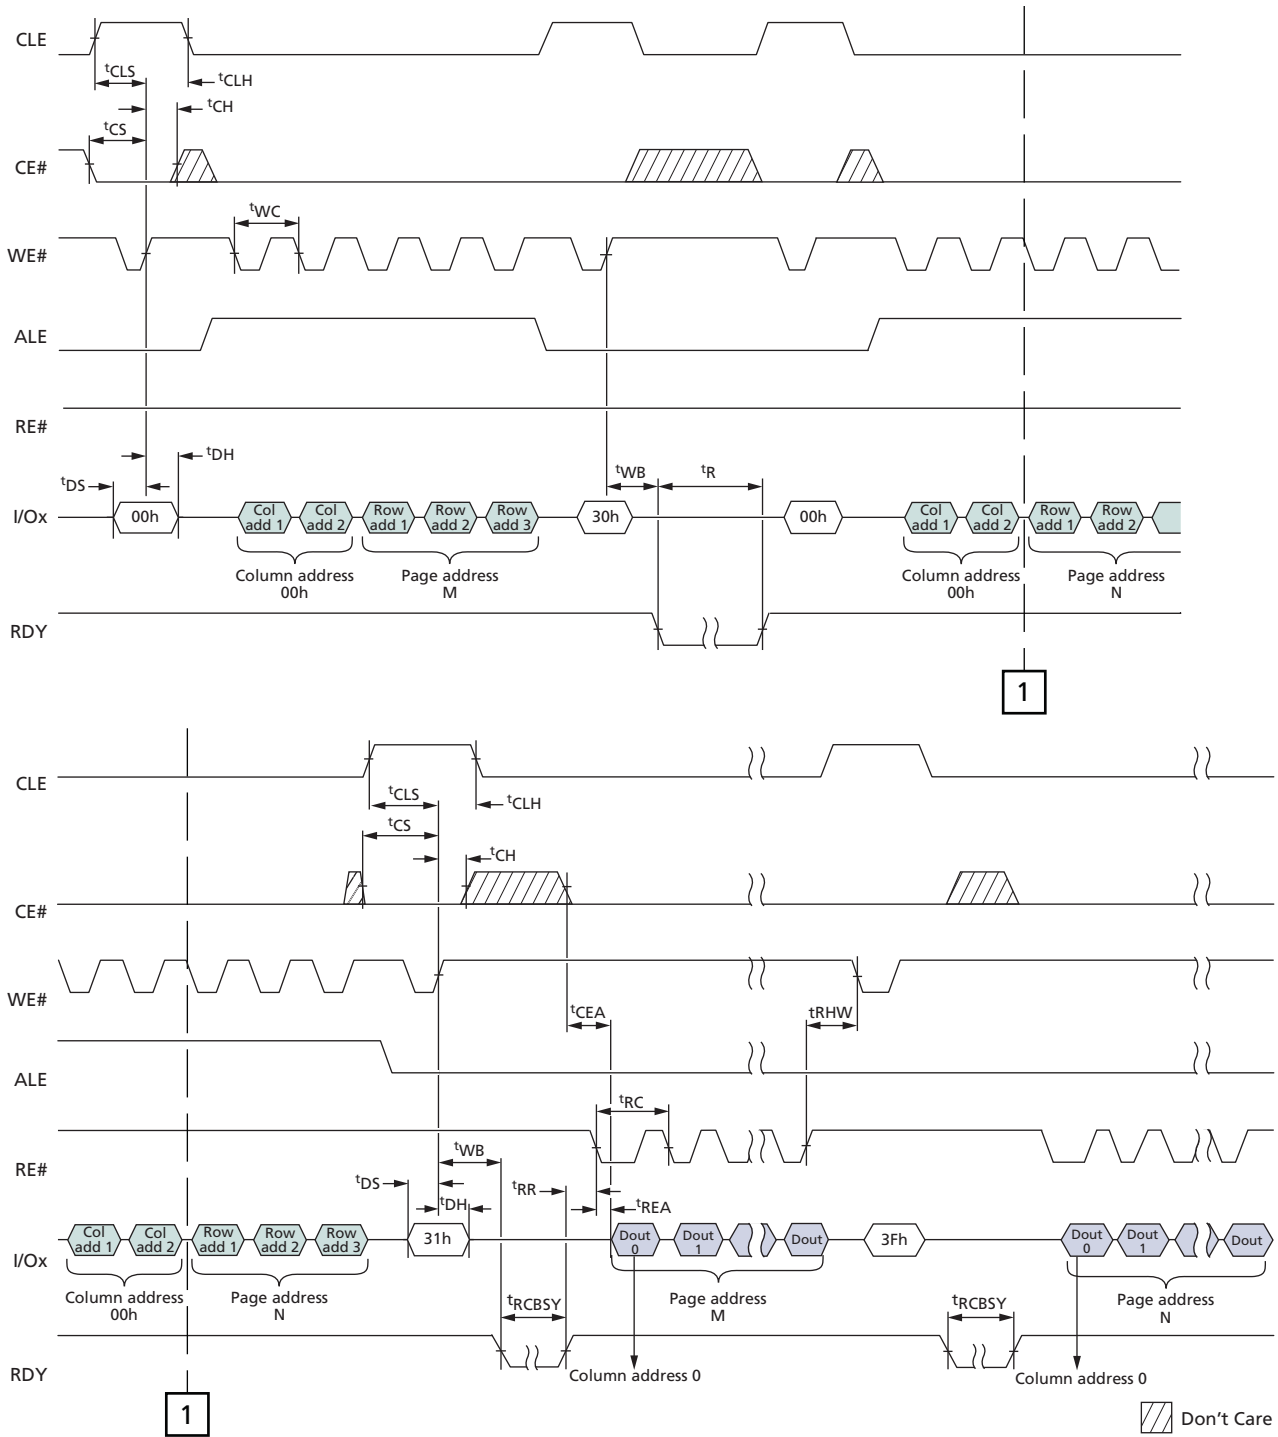 CLE
tCLS
tCLH
tCH
tCS
CE#
tWC
WE#
ALE
RE#
tDH
tDS
tWB
tR
I/Ox
00h
Col add 1
Col add 2
Row add 1
Row add 2
Row add 3
30h
00h
Col add 1
Col add 2
Row add 1
Row add 2
Column address
00h
Page address
M
Column address
00h
Page address
N
RDY
1
CLE
tCLS
tCLH
tCS
tCH
CE#
WE#
tCEA
tRHW
ALE
tRC
RE#
tWB
tDS
tDH
tRR
tREA
I/Ox
Col add 1
Col add 2
Row add 1
Row add 2
Row add 3
31h
Dout 0
Dout 1
Dout
3Fh
Dout 0
Dout 1
Dout
Column address
00h
Page address
N
tRCBSY
Page address
M
tRCBSY
Page address
N
RDY
Column address 0
Column address 0
1
Don't Care